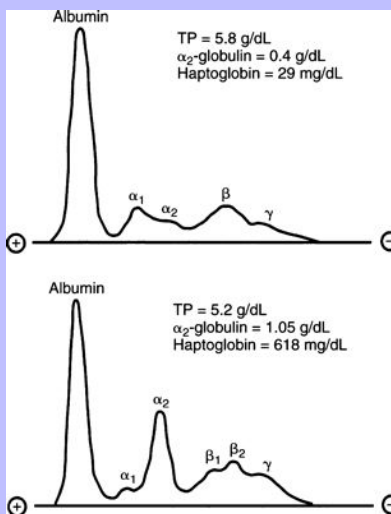 Albumin
TP = 5.8 g/dL
α₂-globulin = 0.4 g/dL
Haptoglobin = 29 mg/dL
α₁
α₂
β
γ
+
−
Albumin
TP = 5.2 g/dL
α₂-globulin = 1.05 g/dL
Haptoglobin = 618 mg/dL
α₂
α₁
β₁
β₂
γ
+
−